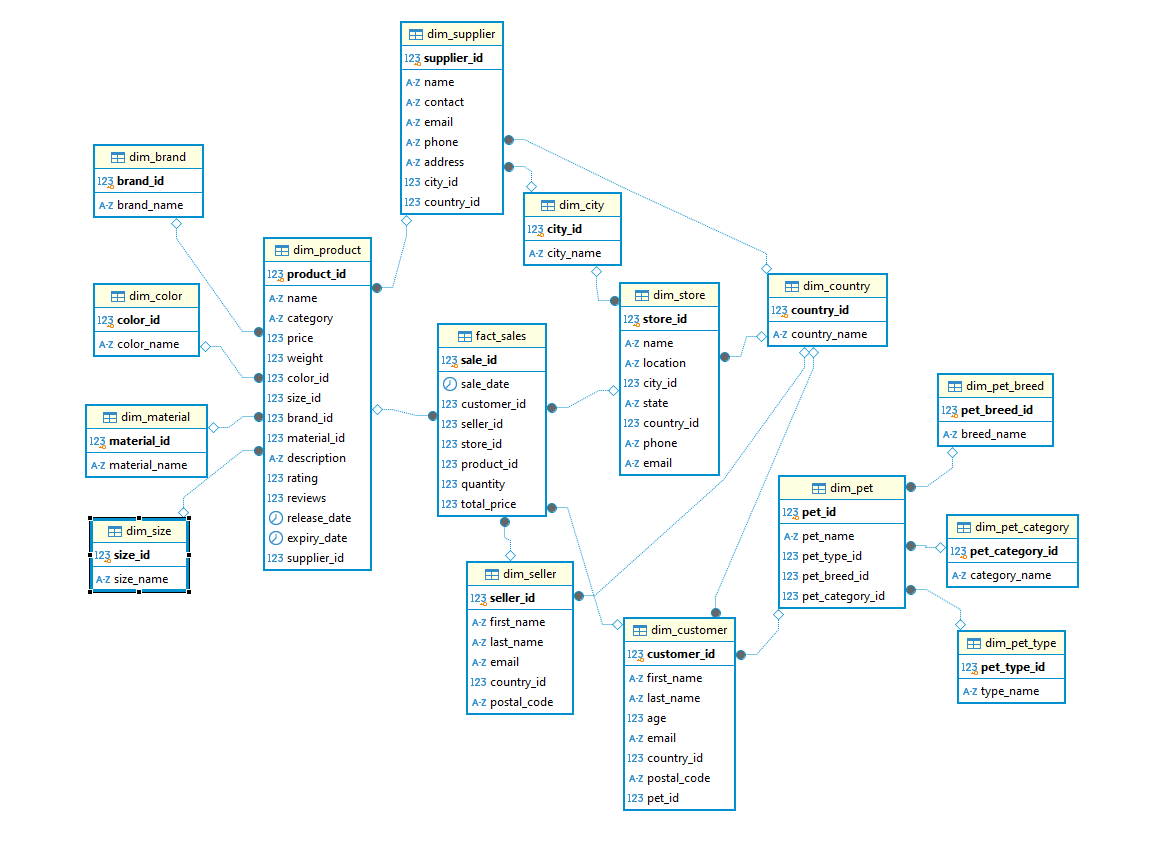 dim_supplier
123 supplier_id
A-Z name
A-Z contact
A-Z email
A-Z phone
A-Z address
123 city_id
123 country_id
dim_brand
123 brand_id
A-Z brand_name
dim_city
123 city_id
A-Z city_name
dim_product
123 product_id
A-Z name
A-Z category
123 price
123 weight
123 color_id
123 size_id
123 brand_id
123 material_id
A-Z description
123 rating
123 reviews
release_date
expiry_date
123 supplier_id
dim_color
123 color_id
A-Z color_name
dim_store
123 store_id
A-Z name
A-Z location
123 city_id
A-Z state
123 country_id
A-Z phone
A-Z email
dim_country
123 country_id
A-Z country_name
fact_sales
123 sale_id
sale_date
123 customer_id
123 seller_id
123 store_id
123 product_id
123 quantity
123 total_price
dim_material
123 material_id
A-Z material_name
dim_pet_breed
123 pet_breed_id
A-Z breed_name
dim_pet
123 pet_id
A-Z pet_name
123 pet_type_id
123 pet_breed_id
123 pet_category_id
dim_size
123 size_id
A-Z size_name
dim_pet_category
123 pet_category_id
A-Z category_name
dim_seller
123 seller_id
A-Z first_name
A-Z last_name
A-Z email
123 country_id
A-Z postal_code
dim_customer
123 customer_id
A-Z first_name
A-Z last_name
123 age
A-Z email
123 country_id
A-Z postal_code
123 pet_id
dim_pet_type
123 pet_type_id
A-Z type_name